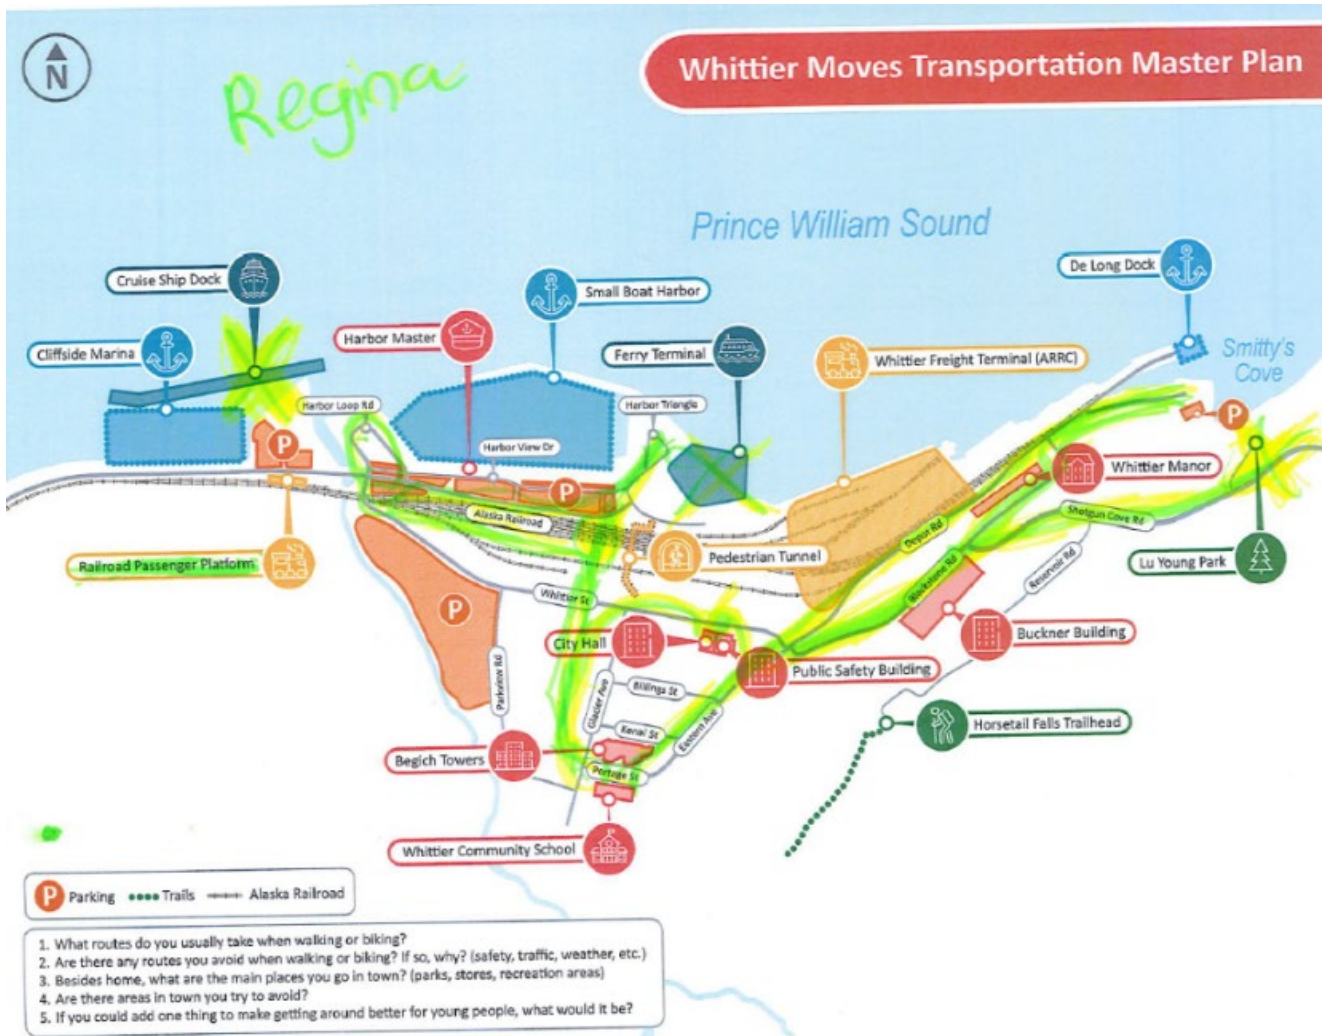 N
Regina
Whittier Moves Transportation Master Plan
Prince William Sound
Cruise Ship Dock
Small Boat Harbor
De Long Dock
Cliffside Marina
Harbor Master
Ferry Terminal
Whittier Freight Terminal (ARRC)
Smitty's
Cove
Harbor Loop Rd
Harbor Triangle
P
P
Harbor View Dr
Whittier Manor
P
Alaska Railroad
Shotgun Cove Rd
Depot Rd
Railroad Passenger Platform
Pedestrian Tunnel
Lu Young Park
Reservoir Rd
Blackstone Rd
Whittier St
P
City Hall
Buckner Building
Public Safety Building
Parkview Rd
Glacier Ave
Billings St
Eastern Ave
Kenai St
Horsetail Falls Trailhead
Begich Towers
Portage St
Whittier Community School
P Parking Trails Alaska Railroad
1. What routes do you usually take when walking or biking?
2. Are there any routes you avoid when walking or biking? If so, why? (safety, traffic, weather, etc.)
3. Besides home, what are the main places you go in town? (parks, stores, recreation areas)
4. Are there areas in town you try to avoid?
5. If you could add one thing to make getting around better for young people, what would it be?